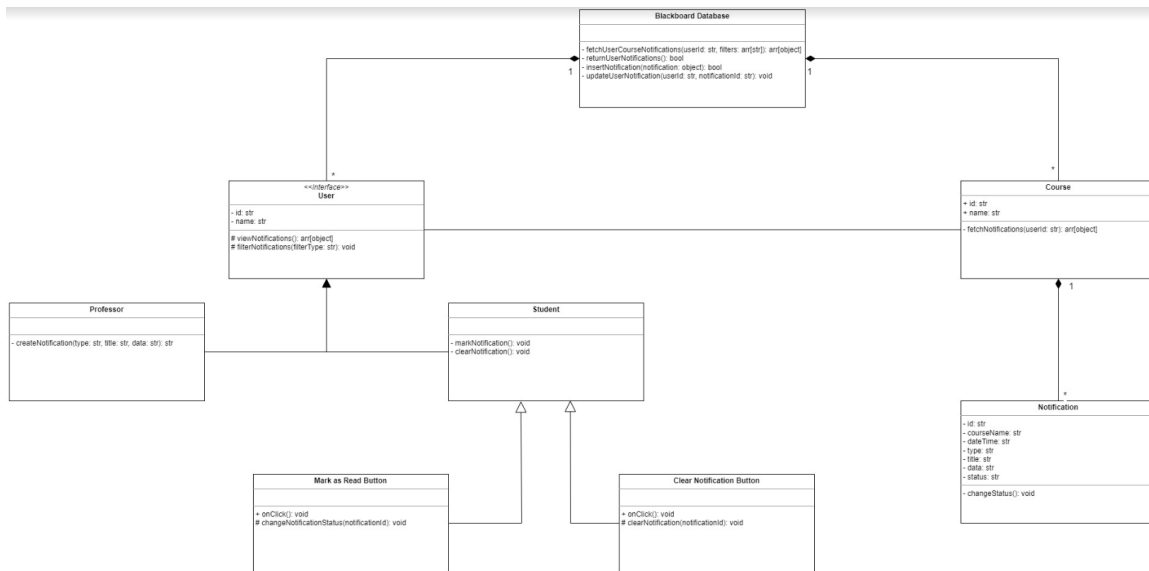 Blackboard Database
- fetchUserCourseNotifications(userId: str, filters: arr[str]): arr[object]
- returnUserNotifications(): bool
- insertNotification(notification: object): bool
- updateUserNotification(userId: str, notificationId: str): void
1
1
*
*
<<interface>>
User
- id: str
- name: str
# viewNotifications(): arr[object]
# filterNotifications(filterType: str): void
Course
+ id: str
+ name: str
- fetchNotifications(userId: str): arr[object]
1
Professor
- createNotification(type: str, title: str, data: str): str
Student
- markNotification(): void
- clearNotification(): void
*
Notification
- id: str
- courseName: str
- dateTime: str
- type: str
- title: str
- data: str
- status: str
- changeStatus(): void
Mark as Read Button
+ onClick(): void
# changeNotificationStatus(notificationId): void
Clear Notification Button
+ onClick(): void
# clearNotification(notificationId): void